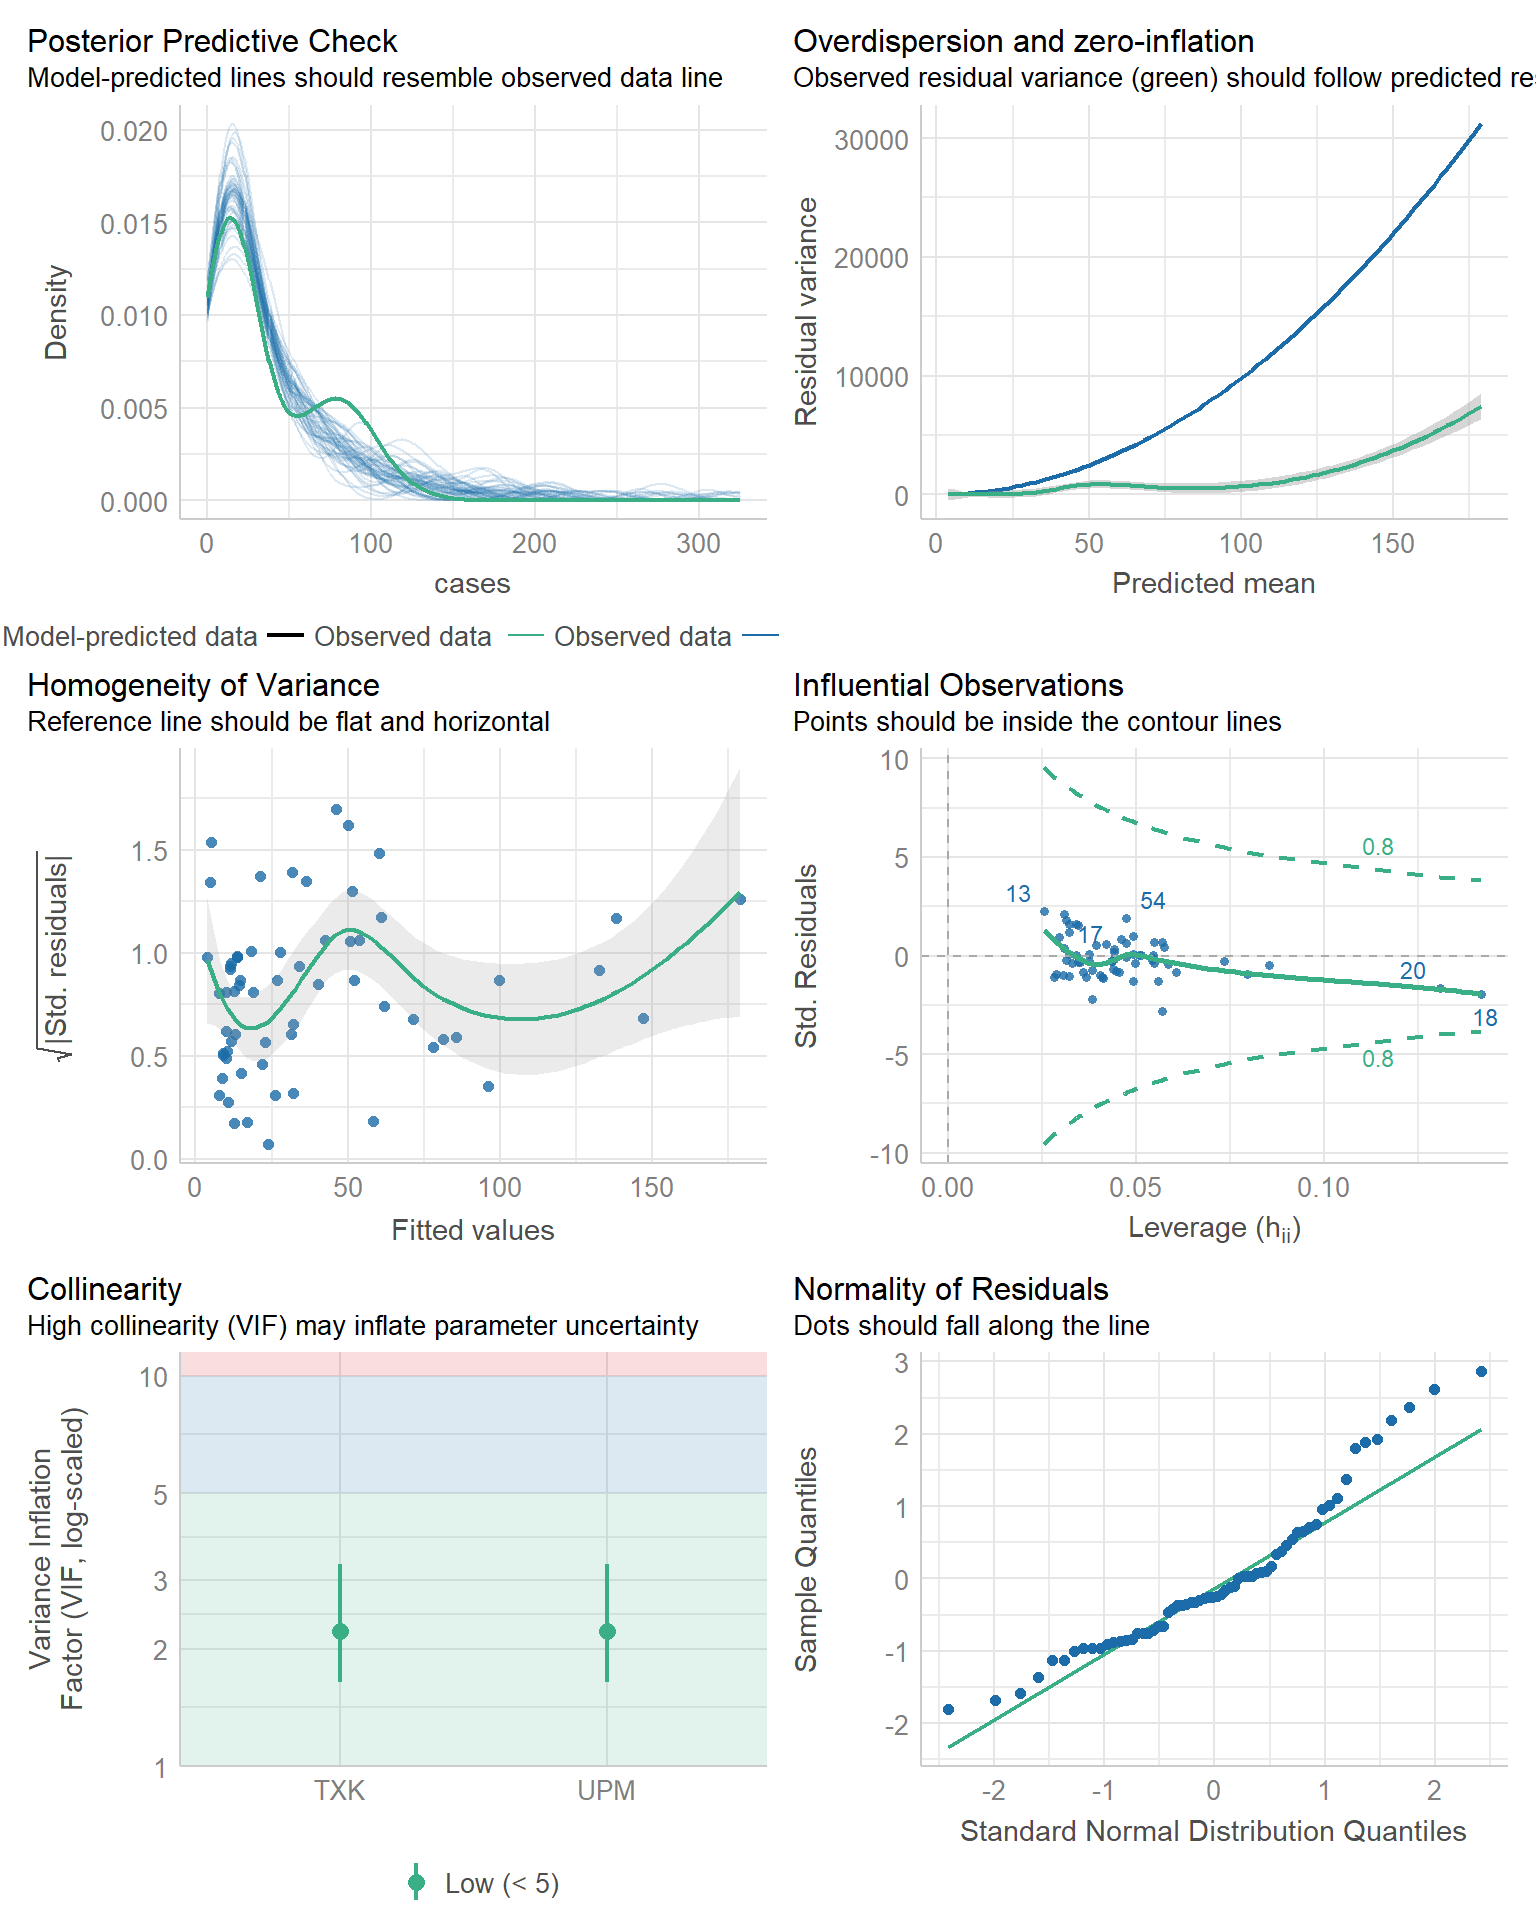 Posterior Predictive Check
Model-predicted lines should resemble observed data line
0.020
0.015
0.010
0.005
0.000
Density
0
100
200
300
cases
Model-predicted data
Observed data
Observed data
Overdispersion and zero-inflation
Observed residual variance (green) should follow predicted res
30000
20000
10000
0
Residual variance
0
50
100
150
Predicted mean
Homogeneity of Variance
Reference line should be flat and horizontal
1.5
1.0
0.5
0.0
√|Std. residuals|
0
50
100
150
Fitted values
Influential Observations
Points should be inside the contour lines
10
5
0
-5
-10
Std. Residuals
0.8
13
54
17
20
18
0.8
0.00
0.05
0.10
Leverage (hii)
Collinearity
High collinearity (VIF) may inflate parameter uncertainty
10
5
3
2
1
Variance Inflation
Factor (VIF, log-scaled)
TXK
UPM
Low (< 5)
Normality of Residuals
Dots should fall along the line
3
2
1
0
-1
-2
Sample Quantiles
-2
-1
0
1
2
Standard Normal Distribution Quantiles